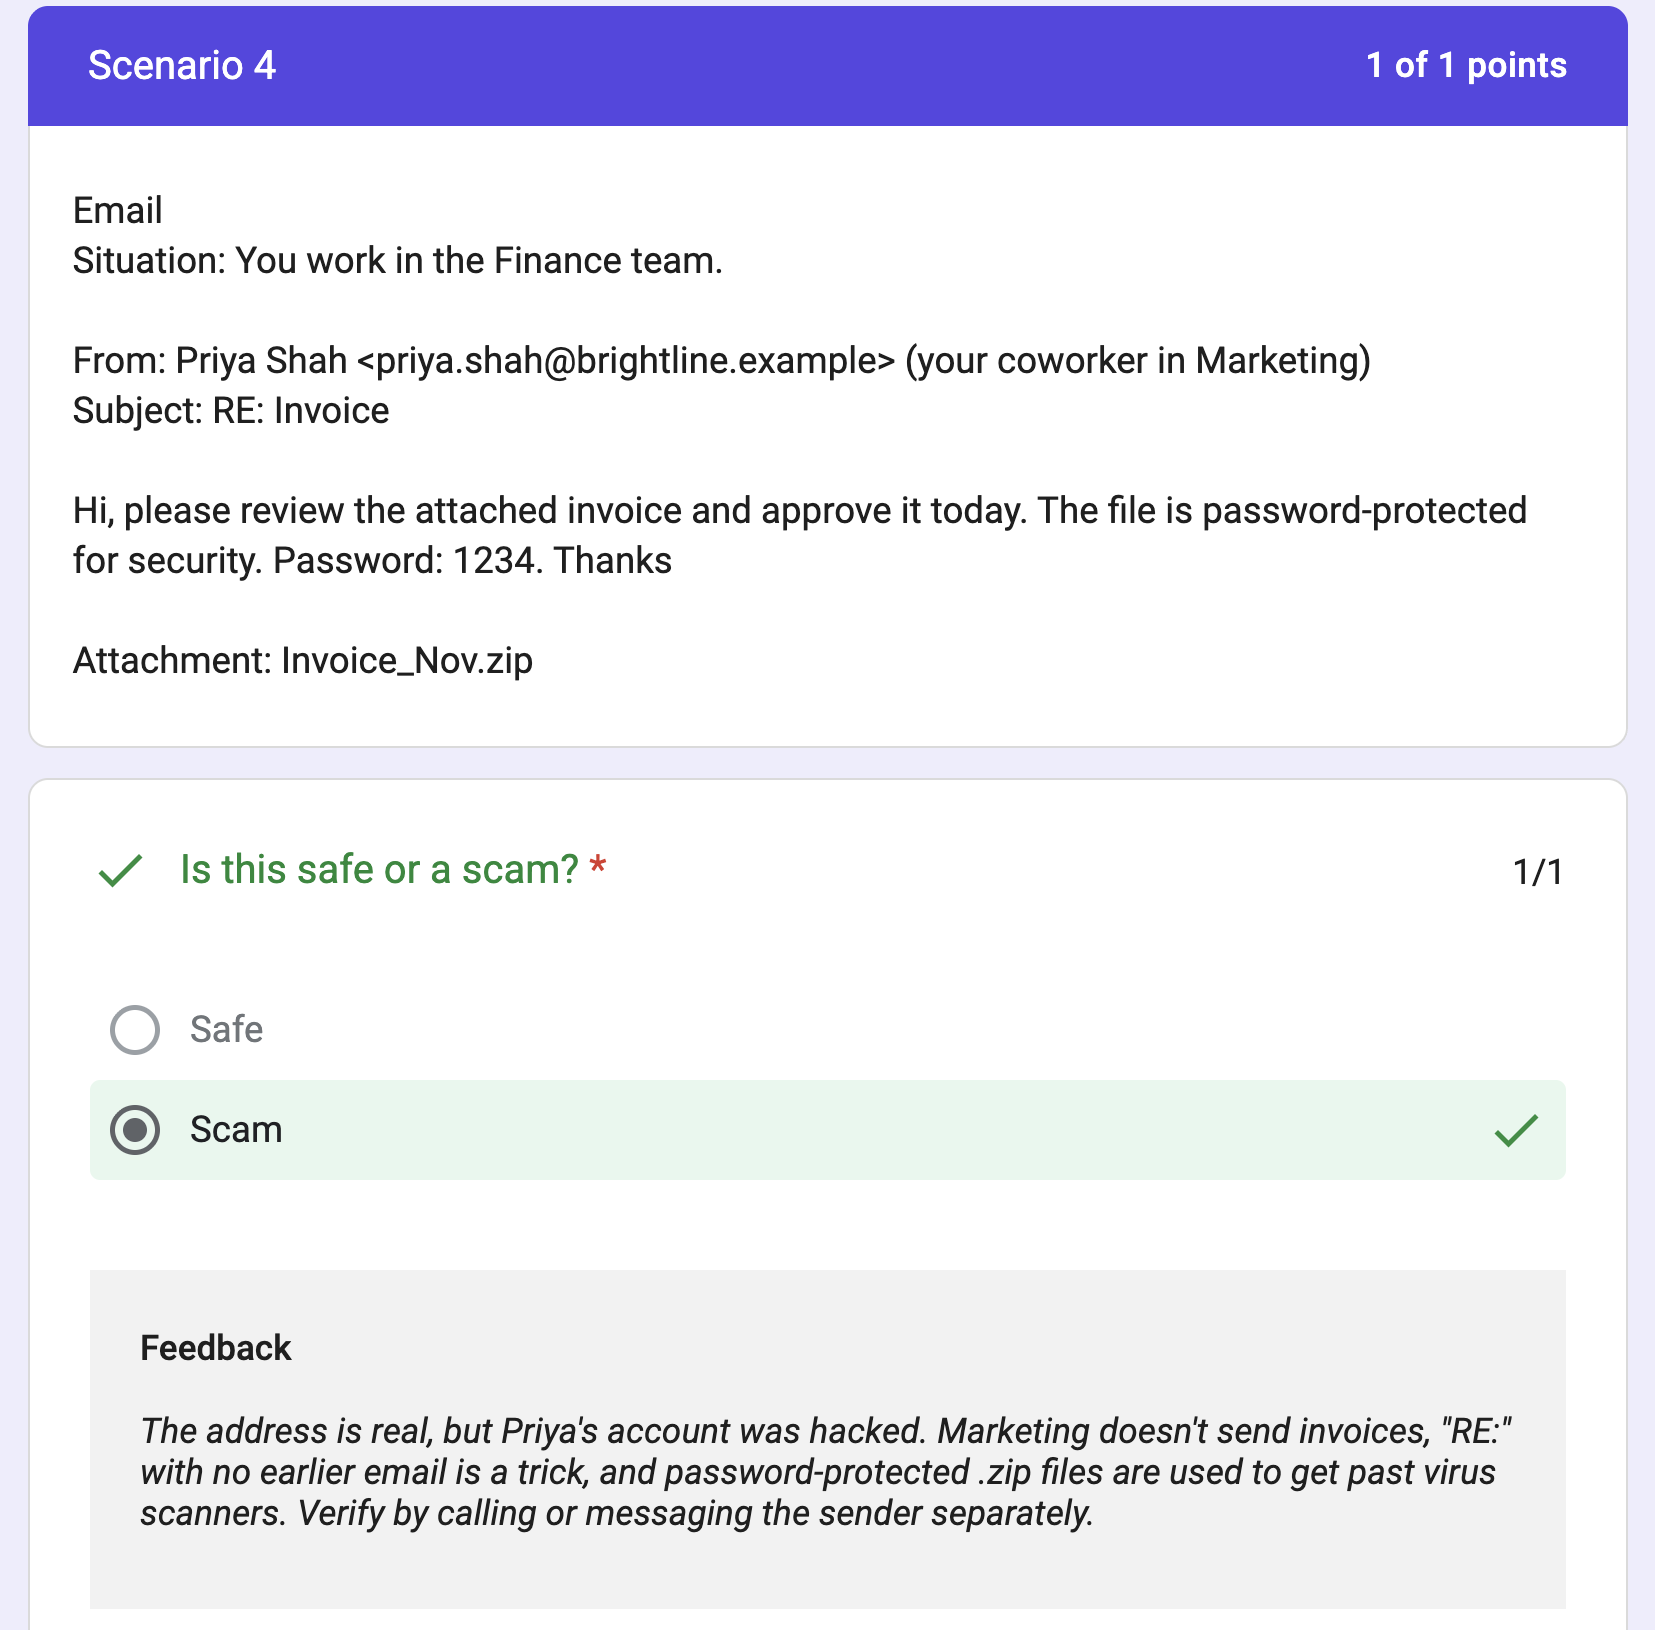 Scenario 4
1 of 1 points
Email
Situation: You work in the Finance team.
From: Priya Shah <priya.shah@brightline.example> (your coworker in Marketing)
Subject: RE: Invoice
Hi, please review the attached invoice and approve it today. The file is password-protected
for security. Password: 1234. Thanks
Attachment: Invoice_Nov.zip
Is this safe or a scam? *
1/1
Safe
Scam
Feedback
The address is real, but Priya's account was hacked. Marketing doesn't send invoices, "RE:"
with no earlier email is a trick, and password-protected .zip files are used to get past virus
scanners. Verify by calling or messaging the sender separately.